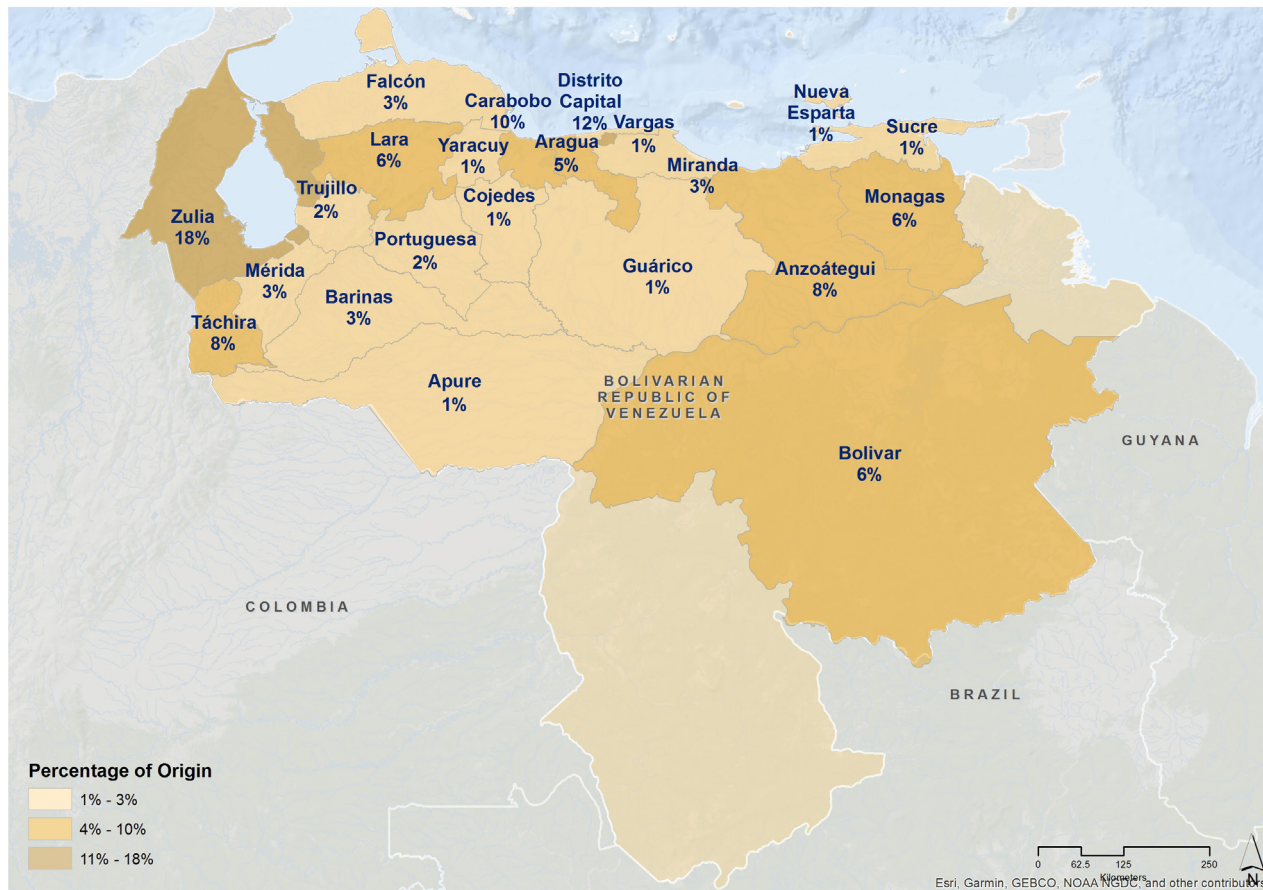 Falcón
3%
Carabobo
10%
Distrito
Capital
12%
Vargas
1%
Nueva
Esparta
1%
Sucre
1%
Lara
6%
Yaracuy
1%
Aragua
5%
Miranda
3%
Trujillo
2%
Cojedes
1%
Monagas
6%
Zulia
18%
Portuguesa
2%
Mérida
3%
Guárico
1%
Anzoátegui
8%
Barinas
3%
Táchira
8%
Apure
1%
BOLIVARIAN
REPUBLIC OF
VENEZUELA
GUYANA
Bolivar
6%
COLOMBIA
BRAZIL
Percentage of Origin
1% - 3%
4% - 10%
11% - 18%
0 62.5 125 250
Kilometers
N
Esri, Garmin, GEBCO, NOAA NGDC, and other contributors